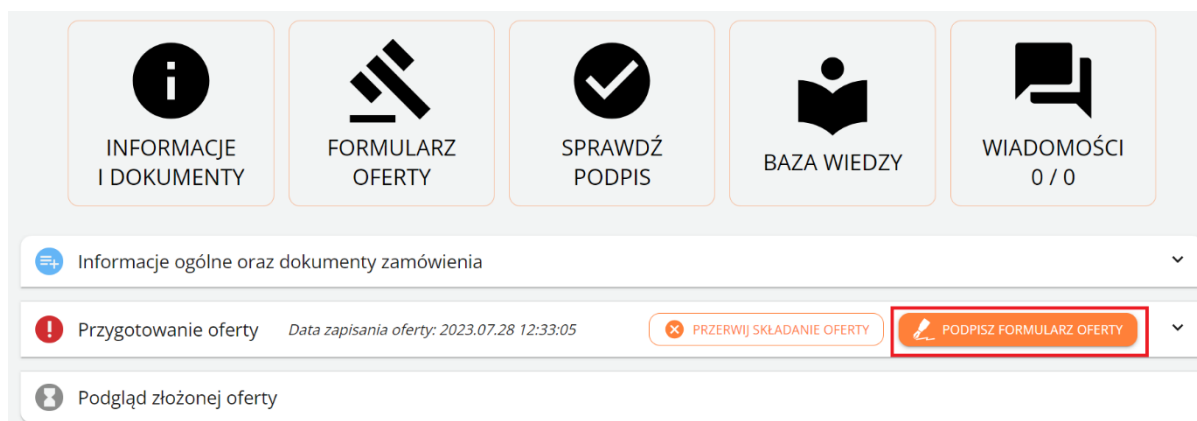 INFORMACJE
I DOKUMENTY
FORMULARZ
OFERTY
SPRAWDŹ
PODPIS
BAZA WIEDZY
WIADOMOŚCI
0 / 0
Informacje ogólne oraz dokumenty zamówienia
Przygotowanie oferty Data zapisania oferty: 2023.07.28 12:33:05 PRZERWIJ SKŁADANIE OFERTY PODPISZ FORMULARZ OFERTY
Podgląd złożonej oferty